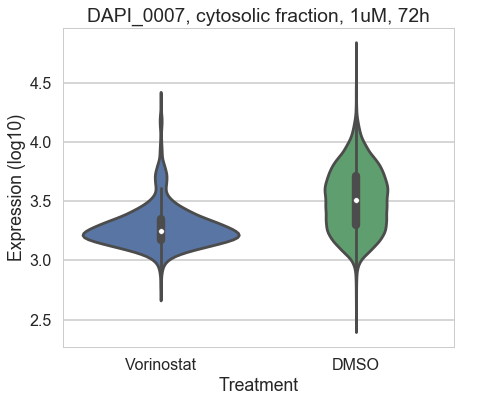 DAPI_0007, cytosolic fraction, 1uM, 72h
Expression (log10)
4.5
4.0
3.5
3.0
2.5
Vorinostat DMSO
Treatment